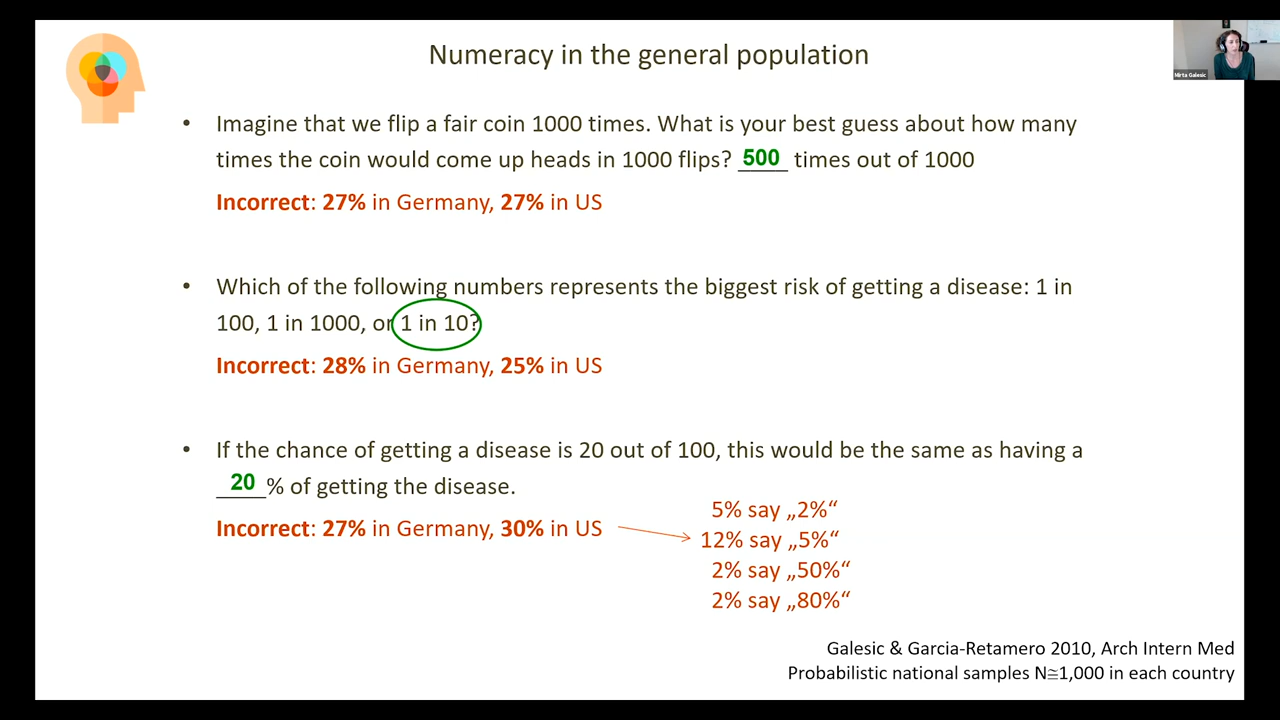 Numeracy in the general population
Mirta Galesic
• Imagine that we flip a fair coin 1000 times. What is your best guess about how many
times the coin would come up heads in 1000 flips? 500 times out of 1000
Incorrect: 27% in Germany, 27% in US
• Which of the following numbers represents the biggest risk of getting a disease: 1 in
100, 1 in 1000, or 1 in 10?
Incorrect: 28% in Germany, 25% in US
• If the chance of getting a disease is 20 out of 100, this would be the same as having a
20 % of getting the disease.
Incorrect: 27% in Germany, 30% in US
5% say „2%“
12% say „5%“
2% say „50%“
2% say „80%“
Galesic & Garcia-Retamero 2010, Arch Intern Med
Probabilistic national samples N≅1,000 in each country